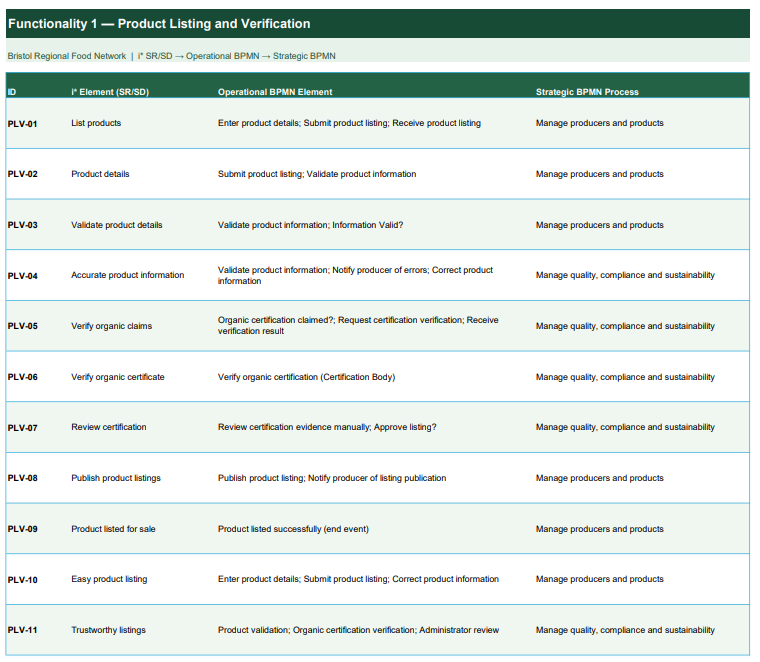 Functionality 1 — Product Listing and Verification
Bristol Regional Food Network | i* SR/SD → Operational BPMN → Strategic BPMN
ID i* Element (SR/SD) Operational BPMN Element Strategic BPMN Process
PLV-01 List products Enter product details; Submit product listing; Receive product listing Manage producers and products
PLV-02 Product details Submit product listing; Validate product information Manage producers and products
PLV-03 Validate product details Validate product information; Information Valid? Manage producers and products
PLV-04 Accurate product information Validate product information; Notify producer of errors; Correct product
information Manage quality, compliance and sustainability
PLV-05 Verify organic claims Organic certification claimed?; Request certification verification; Receive
verification result Manage quality, compliance and sustainability
PLV-06 Verify organic certificate Verify organic certification (Certification Body) Manage quality, compliance and sustainability
PLV-07 Review certification Review certification evidence manually; Approve listing? Manage quality, compliance and sustainability
PLV-08 Publish product listings Publish product listing; Notify producer of listing publication Manage producers and products
PLV-09 Product listed for sale Product listed successfully (end event) Manage producers and products
PLV-10 Easy product listing Enter product details; Submit product listing; Correct product information Manage producers and products
PLV-11 Trustworthy listings Product validation; Organic certification verification; Administrator review Manage quality, compliance and sustainability